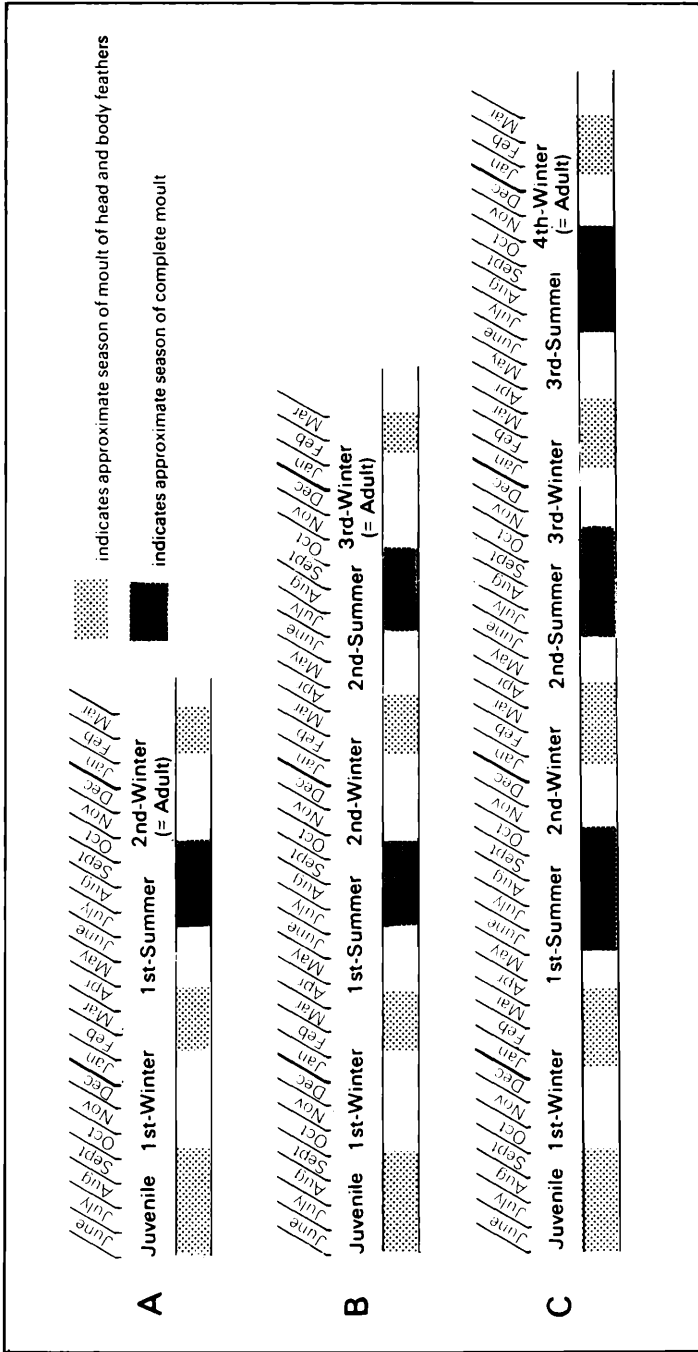 indicates approximate season of moult of head and body feathers
indicates approximate season of complete moult
A
June July Aug Sept Oct Nov Dec Jan Feb Mar Apr May June July Aug Sept Oct Nov Dec Jan Feb Mar
Juvenile 1st-Winter 1st-Summer 2nd-Winter
(= Adult)
B
June July Aug Sept Oct Nov Dec Jan Feb Mar Apr May June July Aug Sept Oct Nov Dec Jan Feb Mar Apr May June July Aug Sept Oct Nov Dec Jan Feb Mar
Juvenile 1st-Winter 1st-Summer 2nd-Winter 2nd-Summer 3rd-Winter
(= Adult)
C
June July Aug Sept Oct Nov Dec Jan Feb Mar Apr May June July Aug Sept Oct Nov Dec Jan Feb Mar Apr May June July Aug Sept Oct Nov Dec Jan Feb Mar Apr May June July Aug Sept Oct Nov Dec Jan Feb Mar
Juvenile 1st-Winter 1st-Summer 2nd-Winter 2nd-Summer 3rd-Winter 3rd-Summer 4th-Winter
(= Adult)